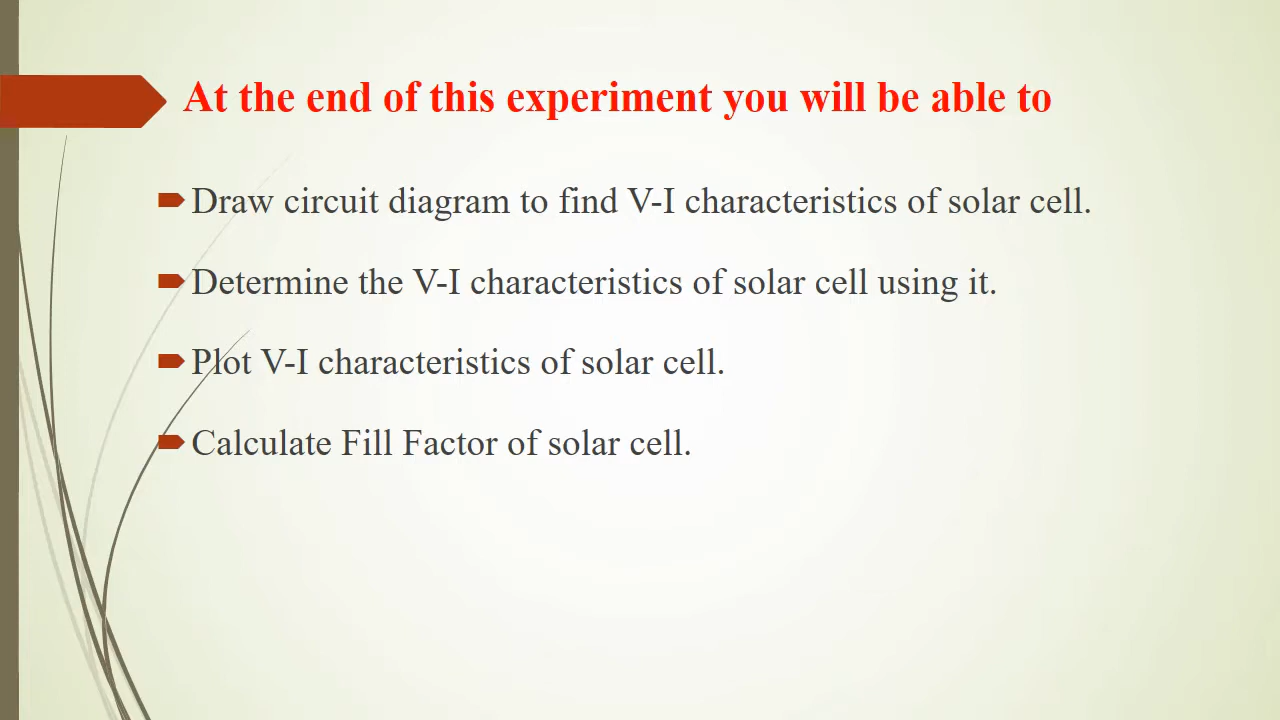 At the end of this experiment you will be able to
Draw circuit diagram to find V-I characteristics of solar cell.
Determine the V-I characteristics of solar cell using it.
Plot V-I characteristics of solar cell.
Calculate Fill Factor of solar cell.